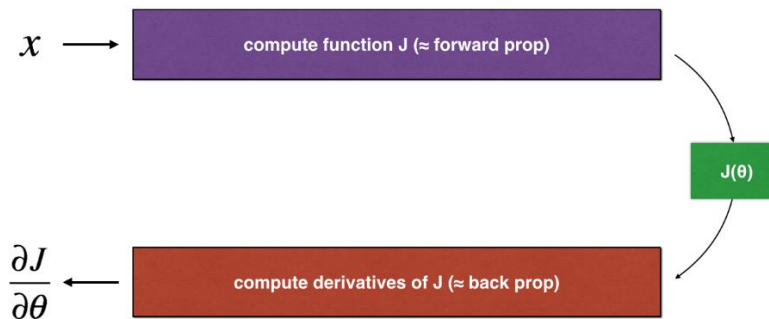 x
compute function J (≈ forward prop)
J(θ)
compute derivatives of J (≈ back prop)
∂J
∂θ